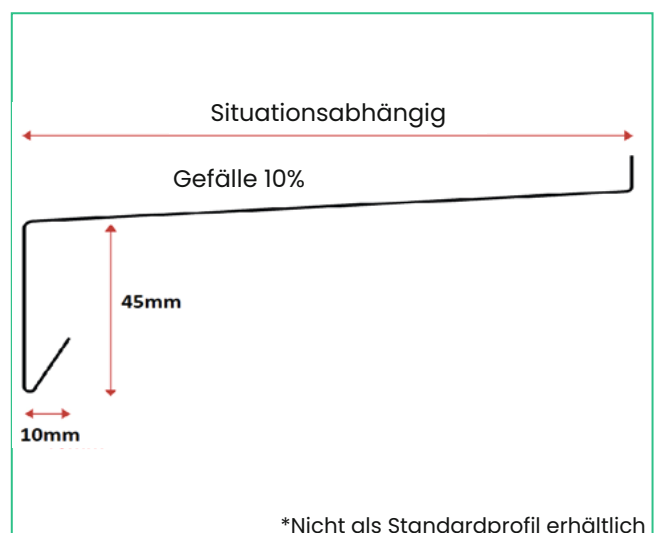 Situationsabhängig
Gefälle 10%
45mm
10mm
*Nicht als Standardprofil erhältlich